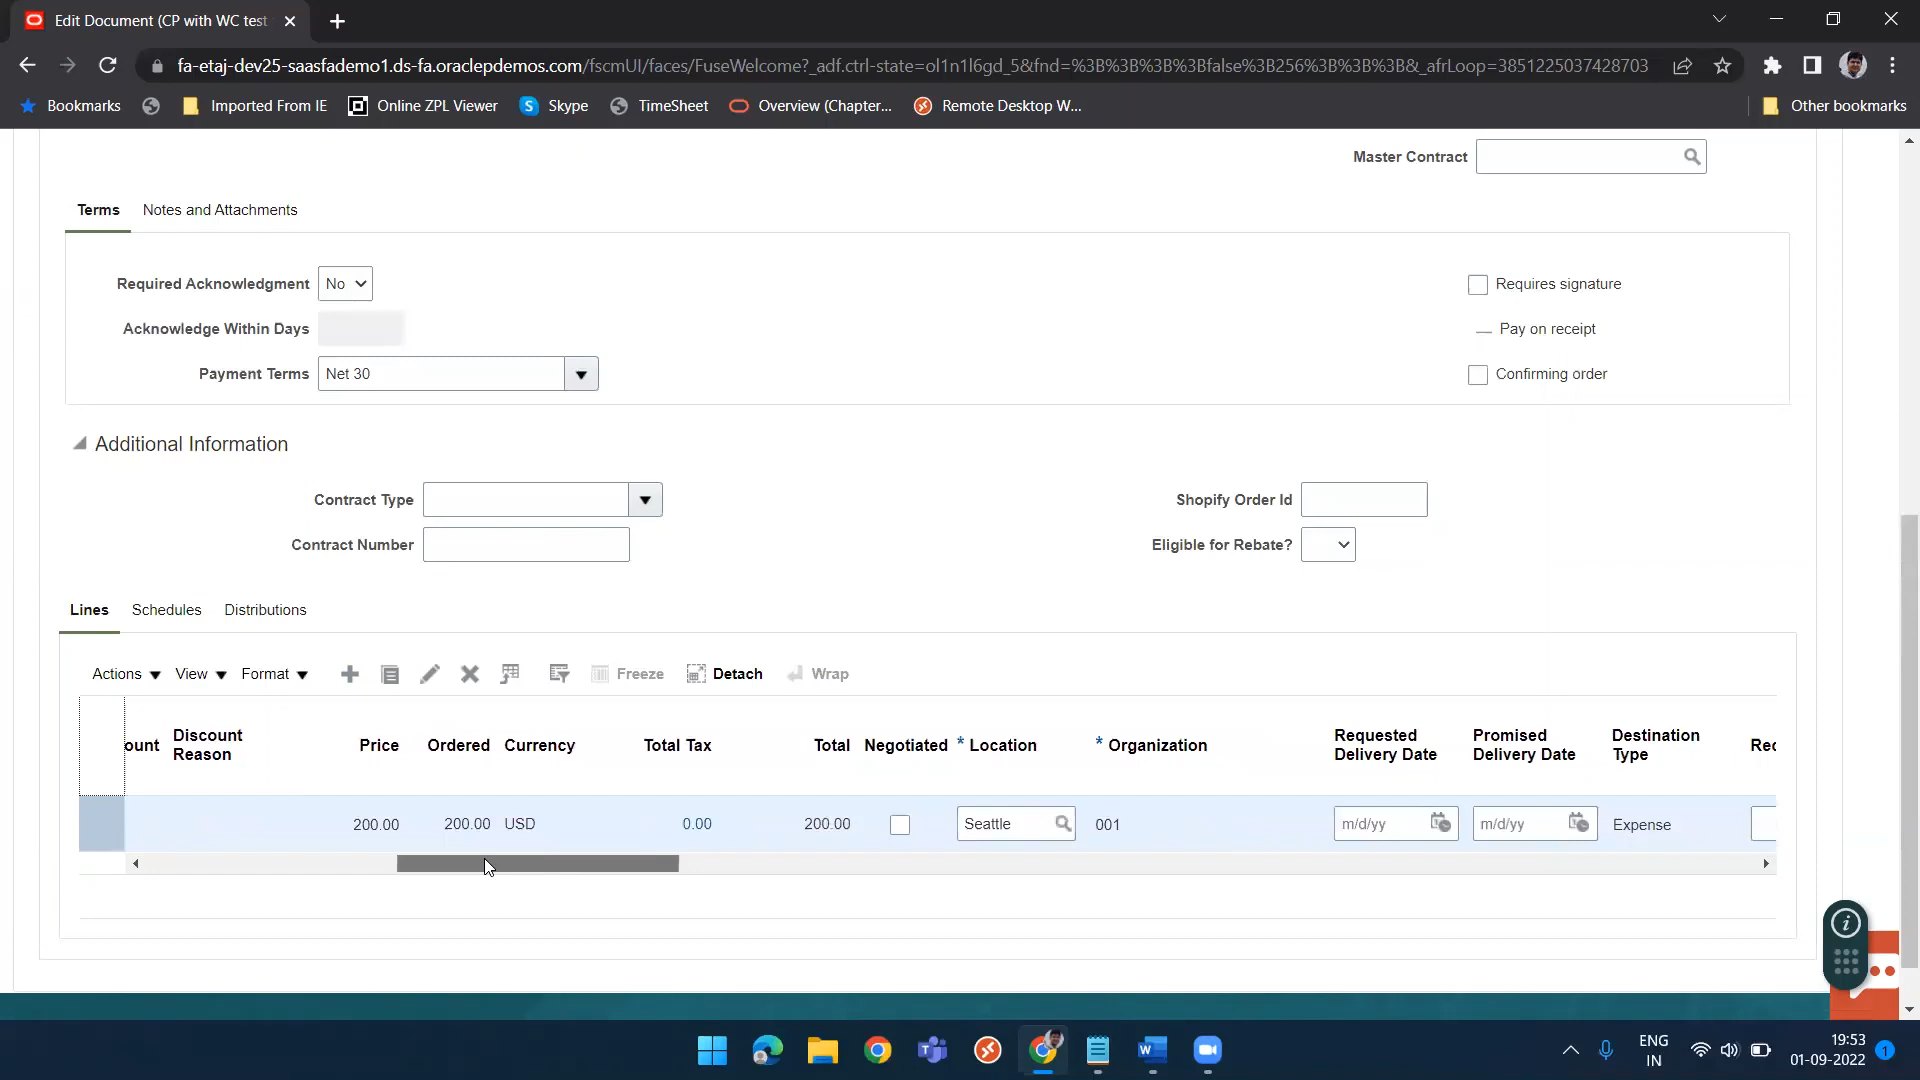 Edit Document (CP with WC test
fa-etaj-dev25-saasfademo1.ds-fa.oraclepdemos.com/fscmUI/faces/FuseWelcome?_adf.ctrl-state=ol1n1l6gd_5&fnd=%3B%3B%3B%3Bfalse%3B256%3B%3B%3B&_afrLoop=3851225037428703
Bookmarks Imported From IE Online ZPL Viewer Skype TimeSheet Overview (Chapter... Remote Desktop W... Other bookmarks
Master Contract
Terms Notes and Attachments
Required Acknowledgment No Requires signature
Acknowledge Within Days Pay on receipt
Payment Terms Net 30 Confirming order
Additional Information
Contract Type Shopify Order Id
Contract Number Eligible for Rebate?
Lines Schedules Distributions
Actions View Format Freeze Detach Wrap
ount Discount Reason Price Ordered Currency Total Tax Total Negotiated * Location * Organization Requested Delivery Date Promised Delivery Date Destination Type Rec
200.00 200.00 USD 0.00 200.00 Seattle 001 m/d/yy m/d/yy Expense
ENG
IN
19:53
01-09-2022
1